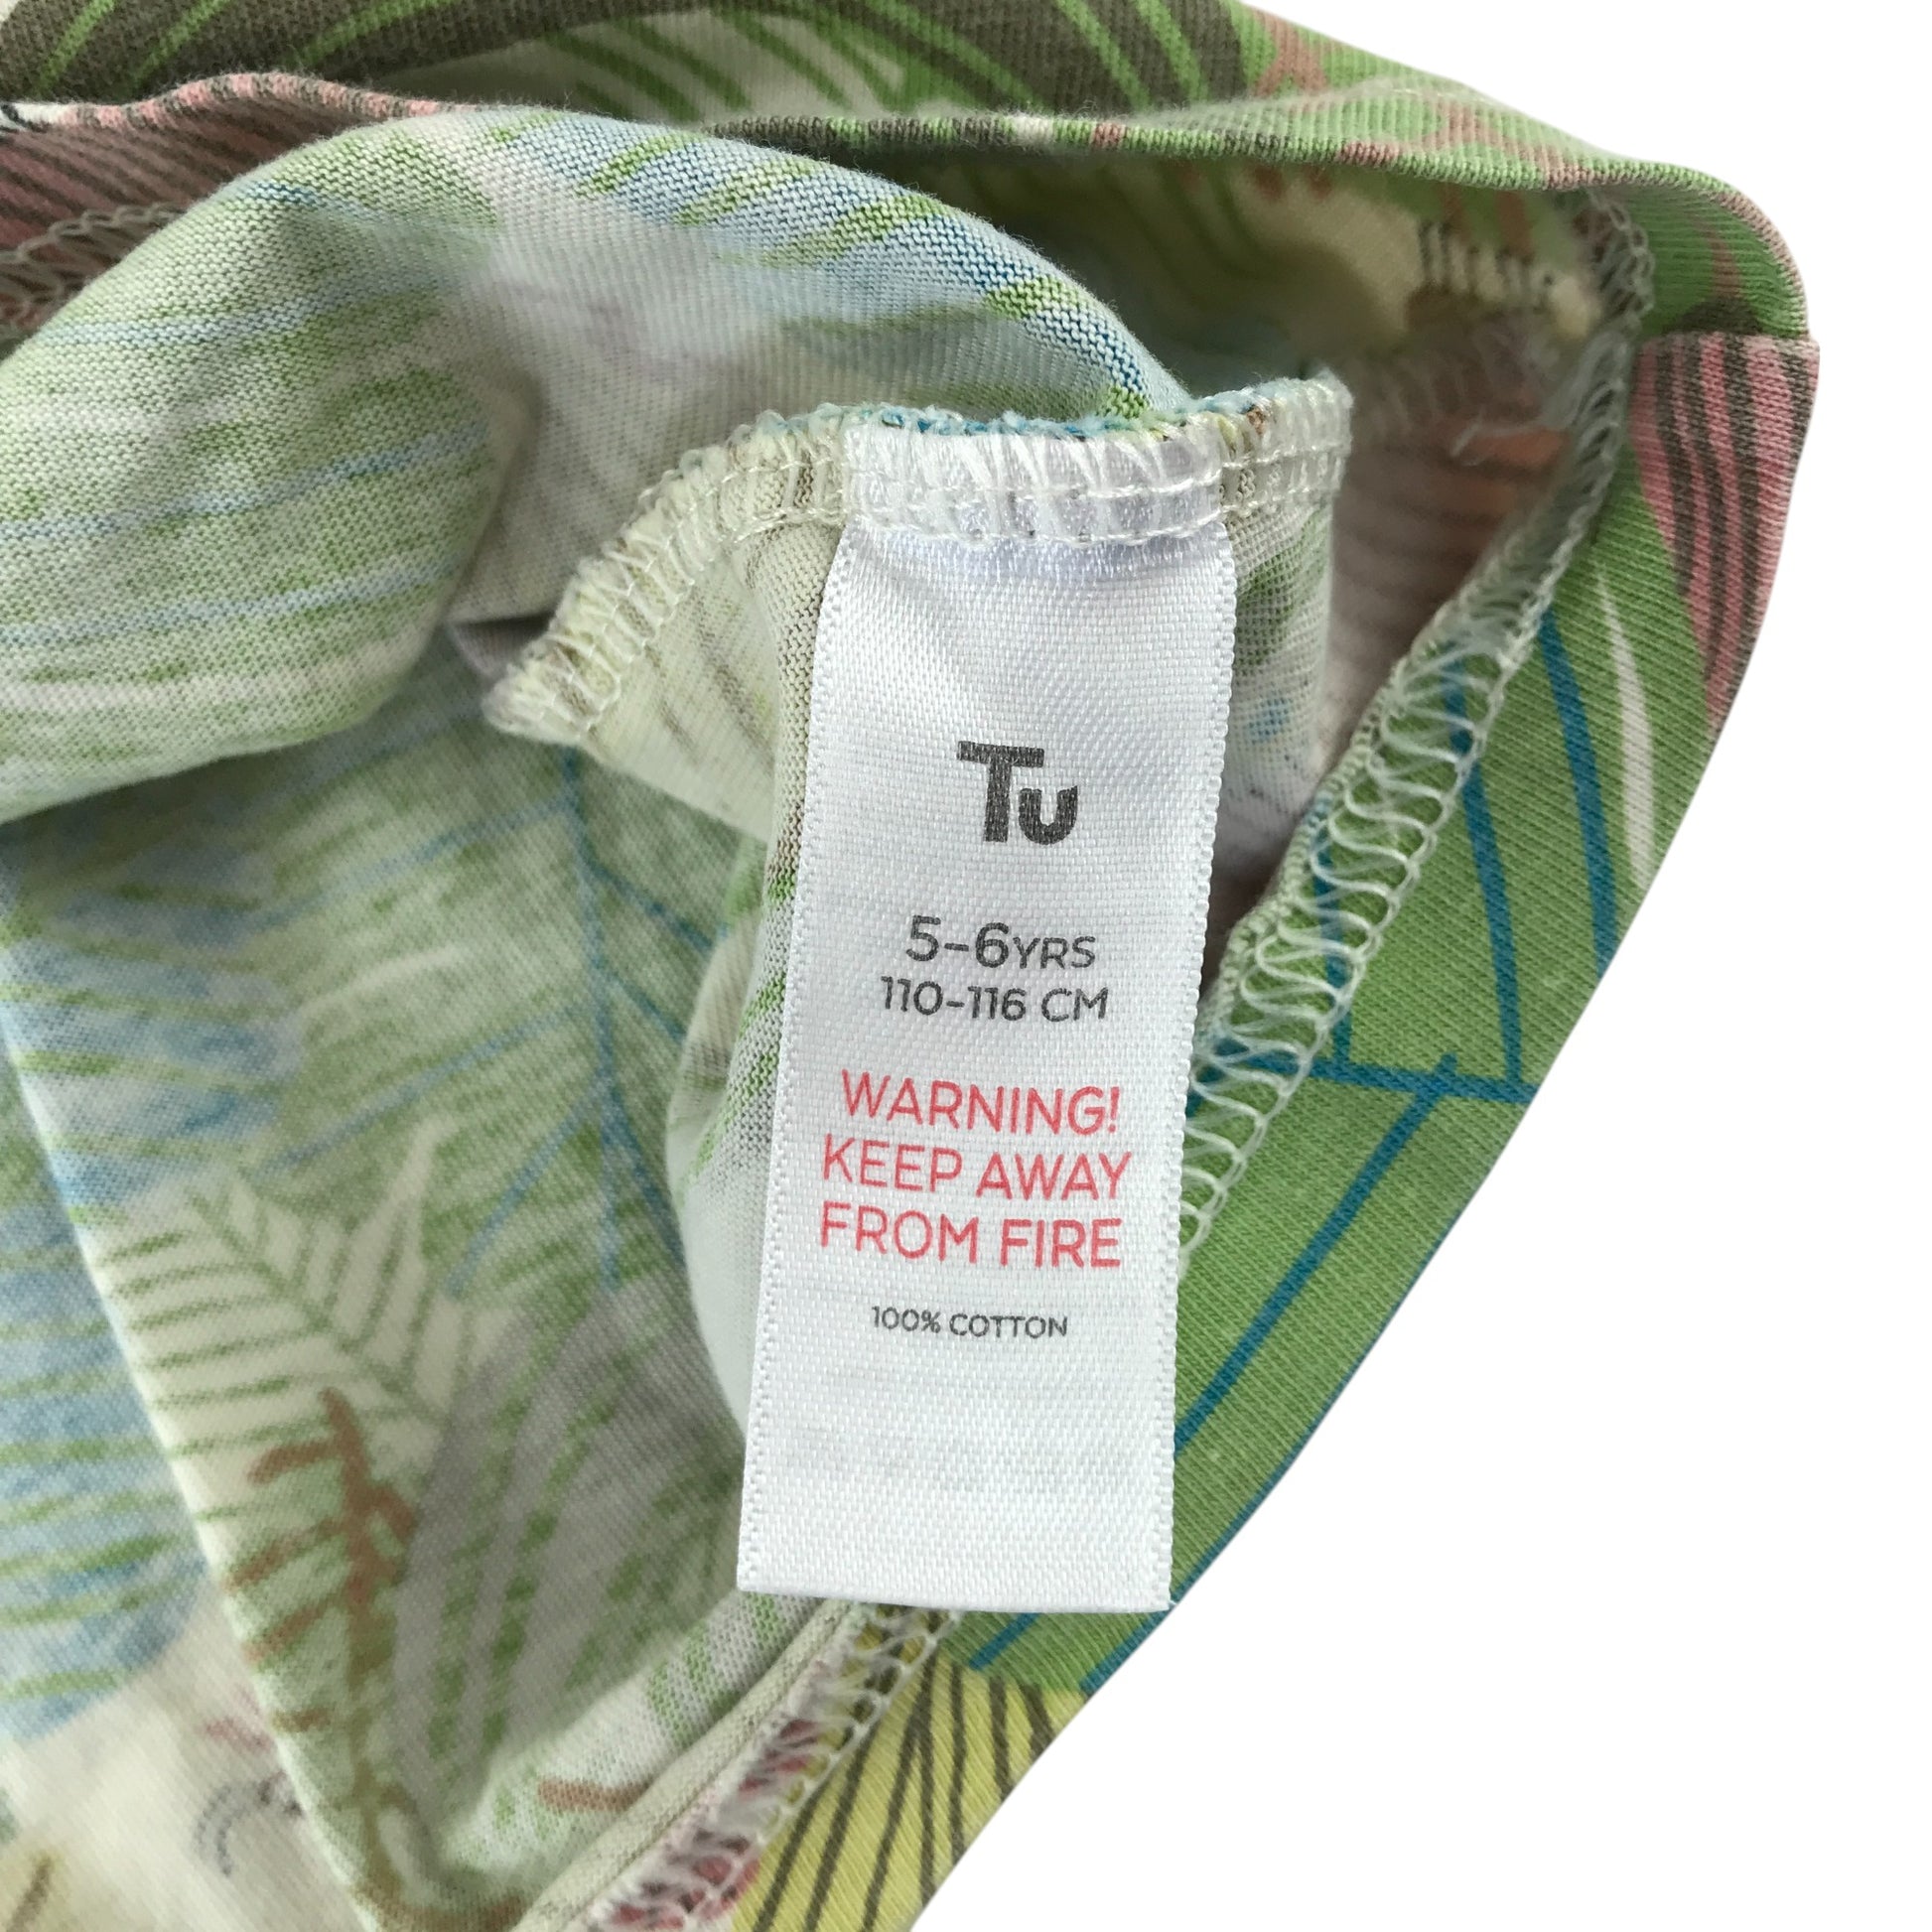 Tu
5-6YRS
110-116 CM
WARNING!
KEEP AWAY
FROM FIRE
100% COTTON